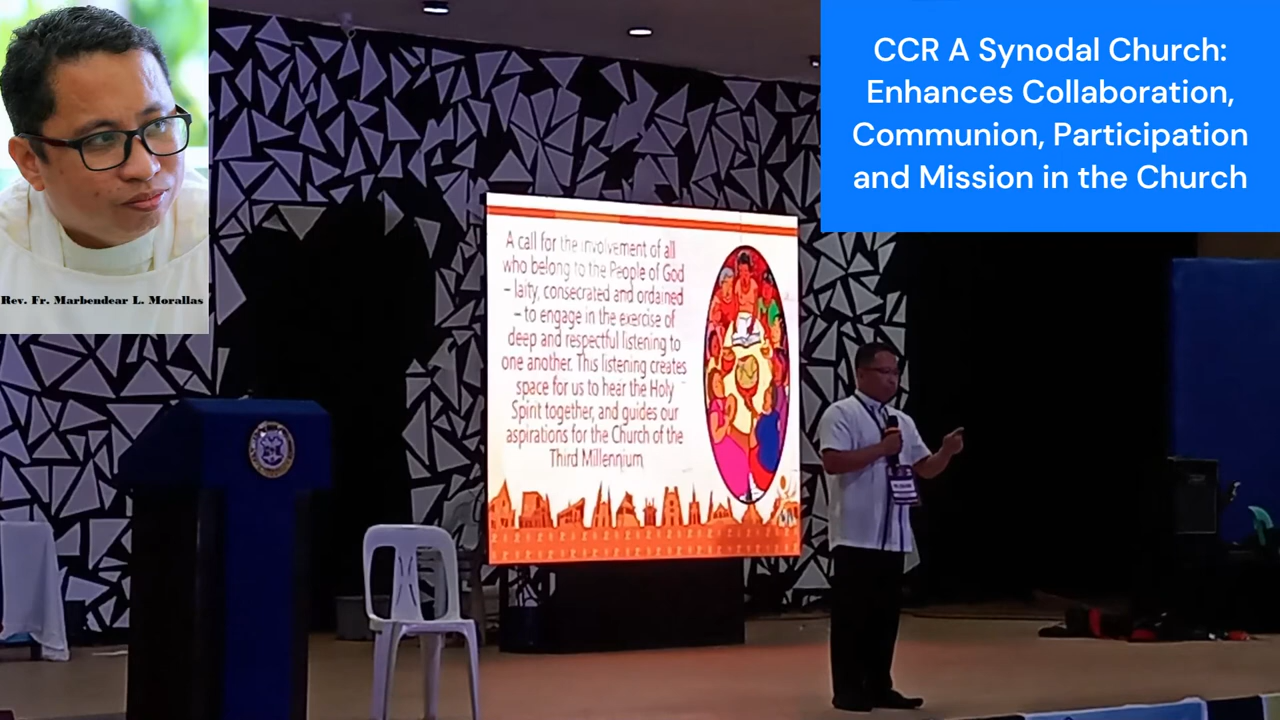 Rev. Fr. Marbendear L. Morallas
CCR A Synodal Church:
Enhances Collaboration,
Communion, Participation
and Mission in the Church
A call for the involvement of all
who belong to the People of God
– laity, consecrated and ordained
– to engage in the exercise of
deep and respectful listening to
one another. This listening creates
space for us to hear the Holy
Spirit together, and guides our
aspirations for the Church of the
Third Millennium